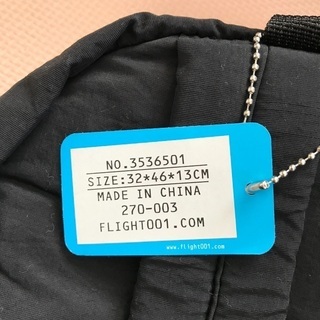 NO.3536501
SIZE:32*46*13CM
MADE IN CHINA
270-003
FLIGHT001.COM
www.flight001.com